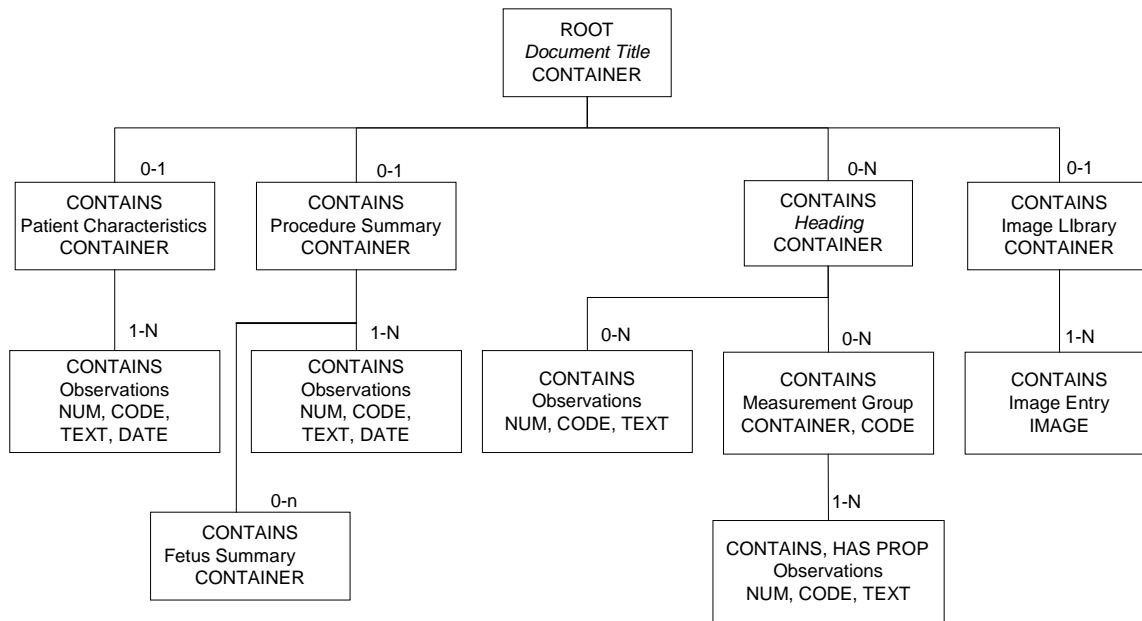 ROOT
Document Title
CONTAINER
0-1
0-1
0-N
0-1
CONTAINS
Patient Characteristics
CONTAINER
CONTAINS
Procedure Summary
CONTAINER
CONTAINS
Heading
CONTAINER
CONTAINS
Image LIbrary
CONTAINER
1-N
1-N
0-N
0-N
1-N
CONTAINS
Observations
NUM, CODE,
TEXT, DATE
CONTAINS
Observations
NUM, CODE,
TEXT, DATE
CONTAINS
Observations
NUM, CODE, TEXT
CONTAINS
Measurement Group
CONTAINER, CODE
CONTAINS
Image Entry
IMAGE
0-n
1-N
CONTAINS
Fetus Summary
CONTAINER
CONTAINS, HAS PROP
Observations
NUM, CODE, TEXT